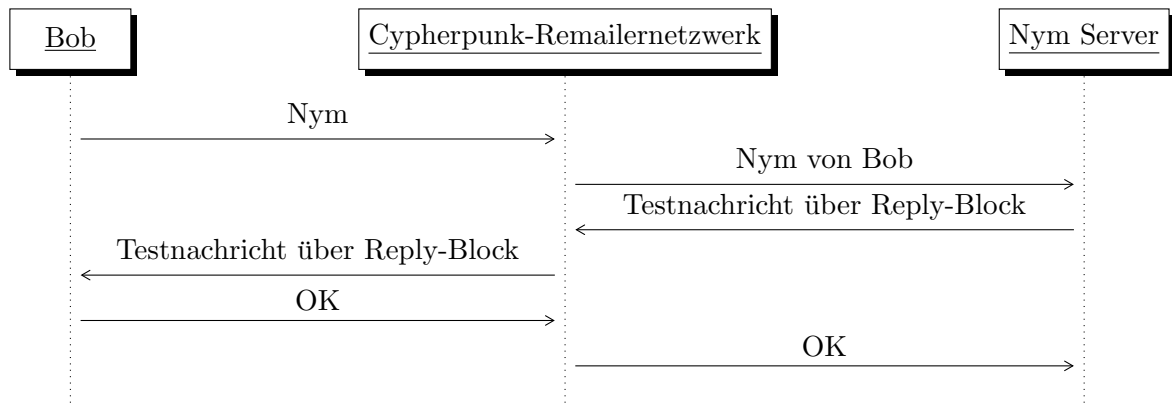 Bob
Cypherpunk-Remailernetzwerk
Nym Server
Nym
Nym von Bob
Testnachricht über Reply-Block
Testnachricht über Reply-Block
OK
OK